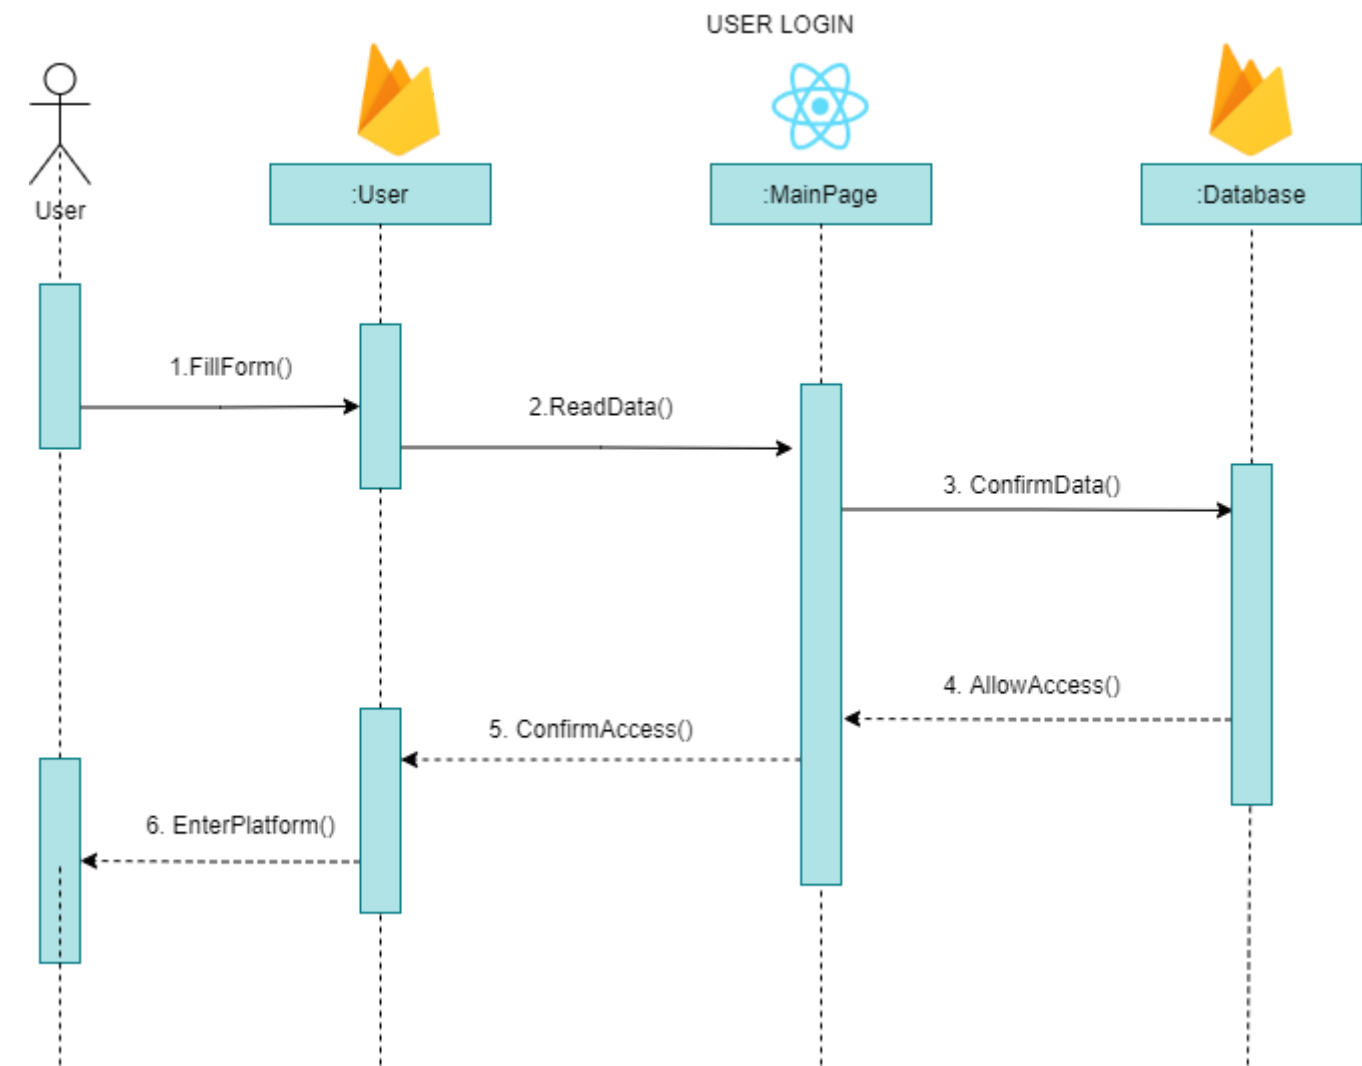 USER LOGIN
User
:User
:MainPage
:Database
1.FillForm()
2.ReadData()
3. ConfirmData()
4. AllowAccess()
5. ConfirmAccess()
6. EnterPlatform()